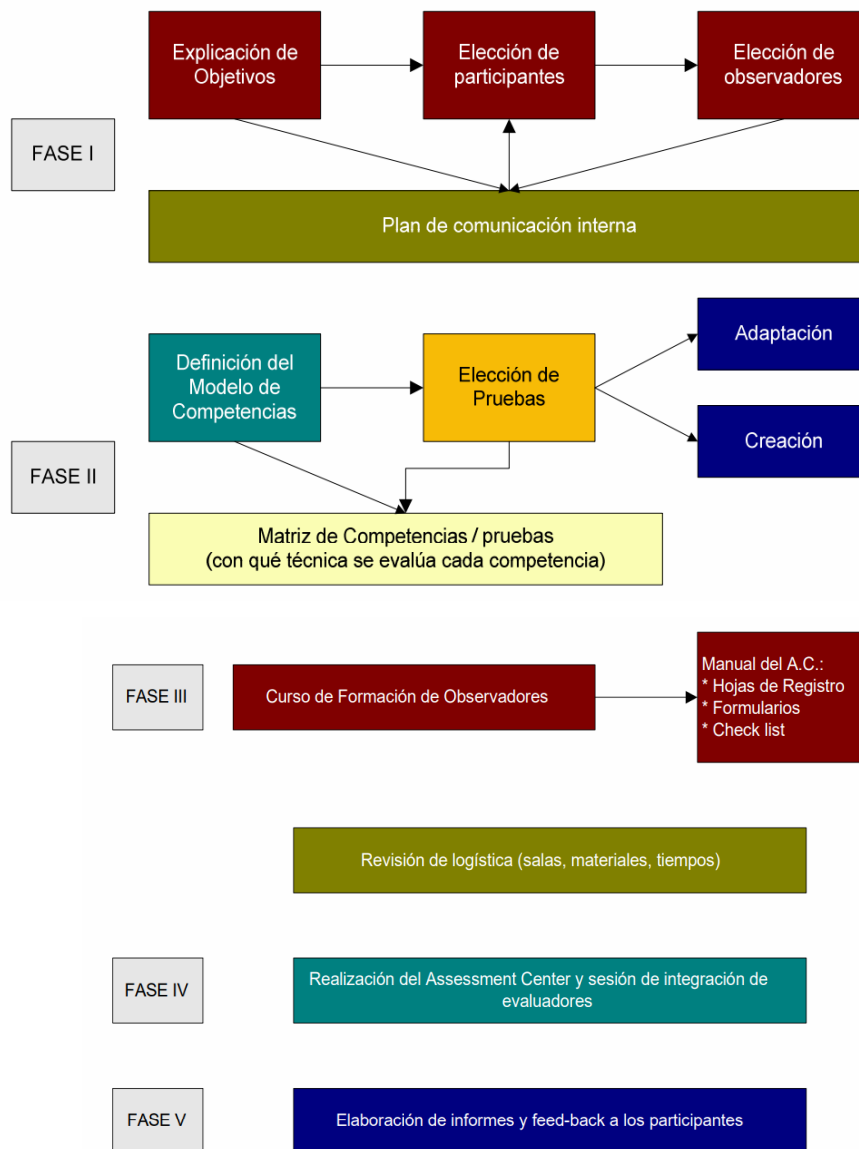 Explicación de
Objetivos
Elección de
participantes
Elección de
observadores
FASE I
Plan de comunicación interna
Adaptación
Definición del
Modelo de
Competencias
Elección de
Pruebas
Creación
FASE II
Matriz de Competencias / pruebas
(con qué técnica se evalúa cada competencia)
FASE III
Curso de Formación de Observadores
Manual del A.C.:
* Hojas de Registro
* Formularios
* Check list
Revisión de logística (salas, materiales, tiempos)
FASE IV
Realización del Assessment Center y sesión de integración de
evaluadores
FASE V
Elaboración de informes y feed-back a los participantes